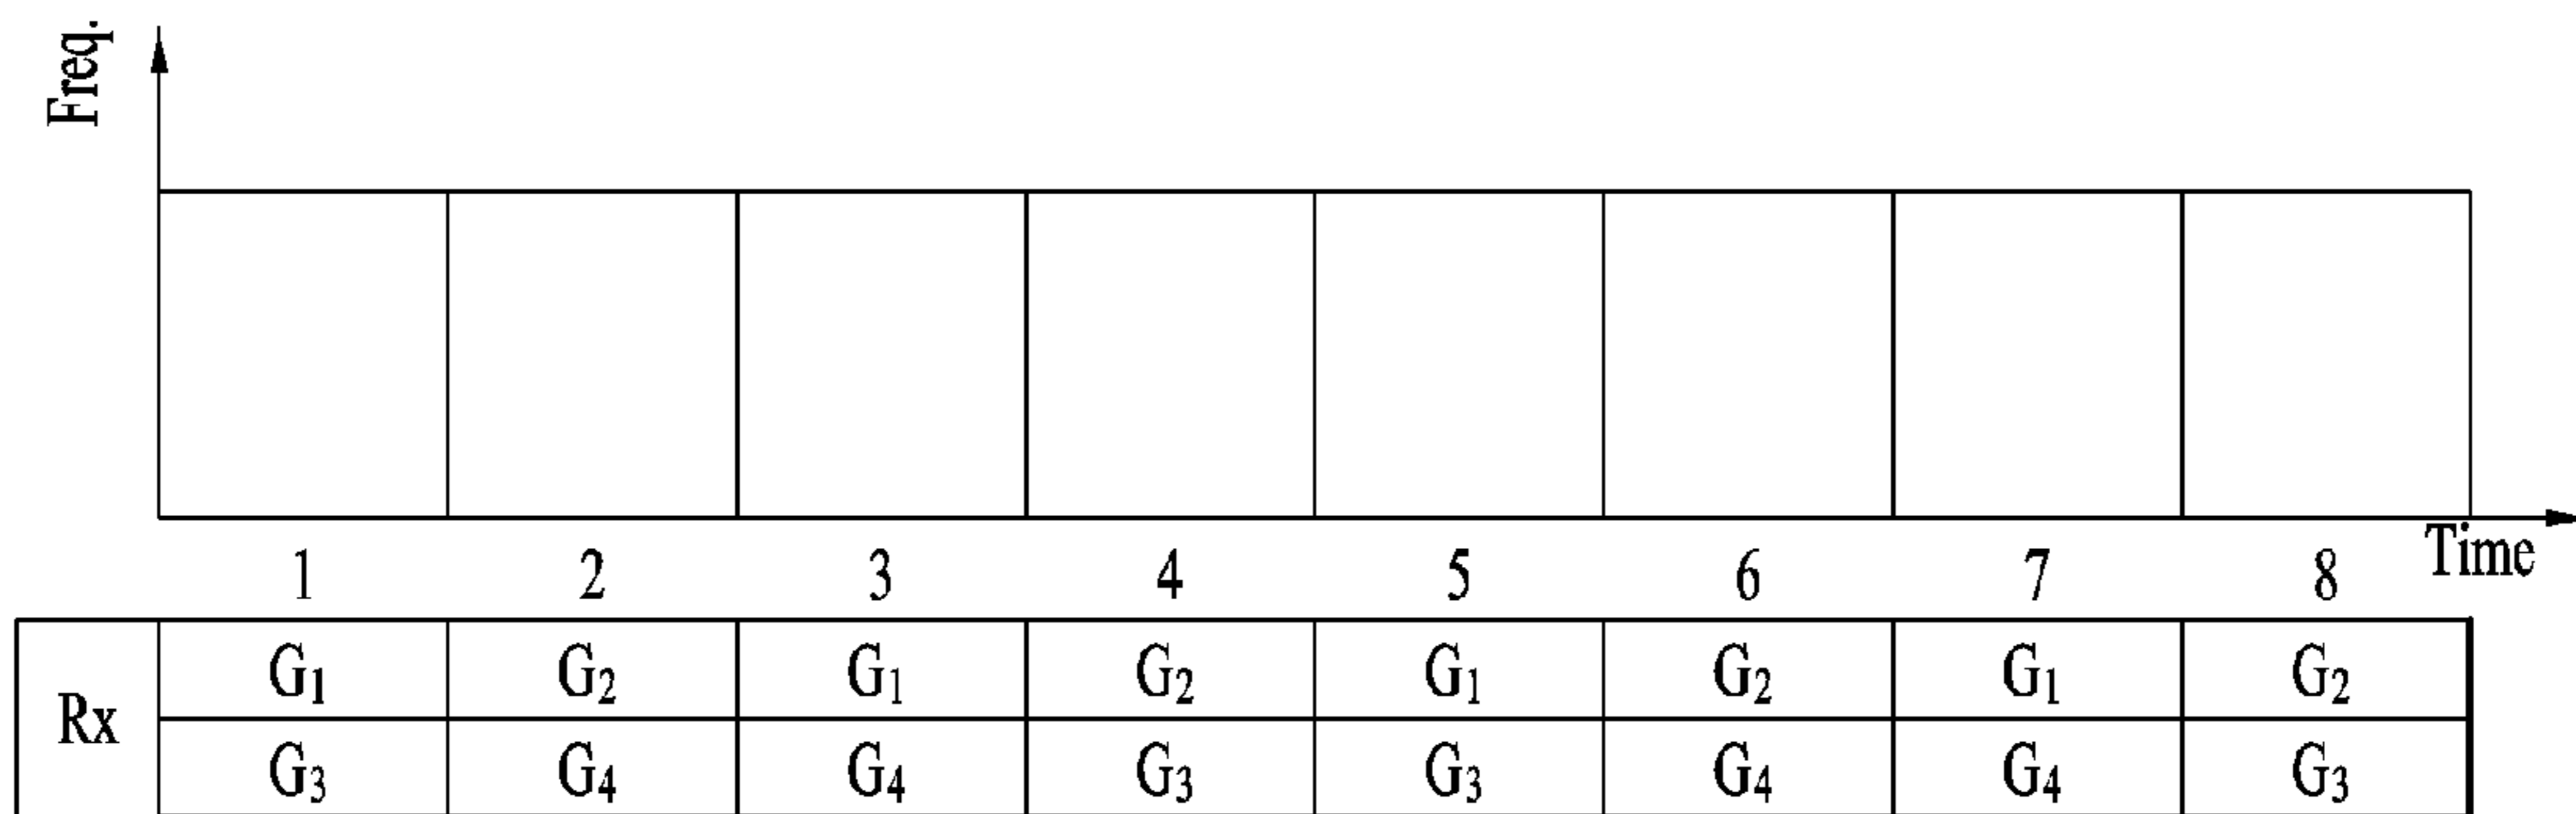 Freq.
Time
1 2 3 4 5 6 7 8
Rx
G₁ G₂ G₁ G₂ G₁ G₂ G₁ G₂
G₃ G₄ G₄ G₃ G₃ G₄ G₄ G₃